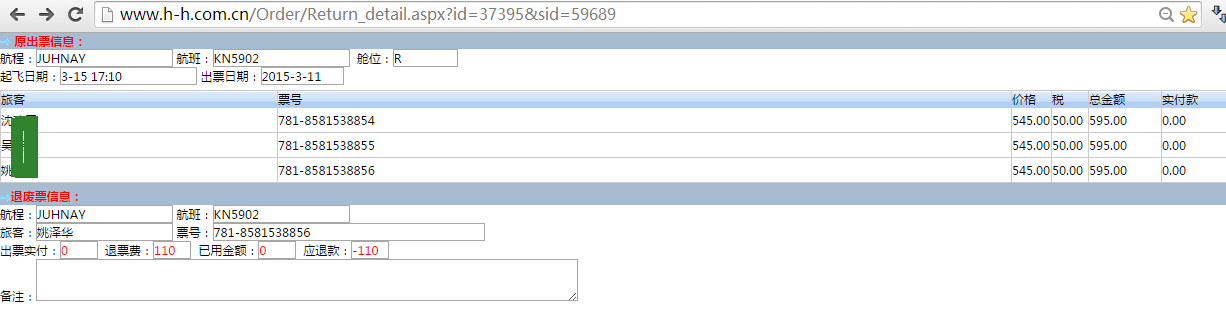 www.h-h.com.cn/Order/Return_detail.aspx?id=37395&sid=59689
原出票信息：
航程：JUHNAY 航班：KN5902 舱位：R
起飞日期：3-15 17:10 出票日期：2015-3-11
旅客 票号 价格 税 总金额 实付款
沈 781-8581538854 545.00 50.00 595.00 0.00
吴 781-8581538855 545.00 50.00 595.00 0.00
姚 781-8581538856 545.00 50.00 595.00 0.00
退废票信息：
航程：JUHNAY 航班：KN5902
旅客：姚泽华 票号：781-8581538856
出票实付：0 退票费：110 已用金额：0 应退款：-110
备注：